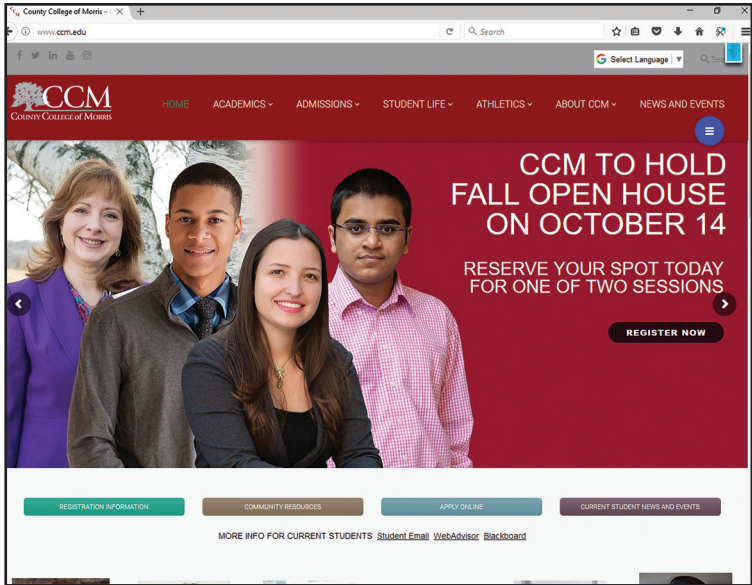 County College of Morris –
www.ccm.edu
Search
Select Language
CCM
COUNTY COLLEGE OF MORRIS
HOME ACADEMICS ADMISSIONS STUDENT LIFE ATHLETICS ABOUT CCM NEWS AND EVENTS
CCM TO HOLD
FALL OPEN HOUSE
ON OCTOBER 14
RESERVE YOUR SPOT TODAY
FOR ONE OF TWO SESSIONS
REGISTER NOW
REGISTRATION INFORMATION COMMUNITY RESOURCES APPLY ONLINE CURRENT STUDENT NEWS AND EVENTS
MORE INFO FOR CURRENT STUDENTS Student Email WebAdvisor Blackboard